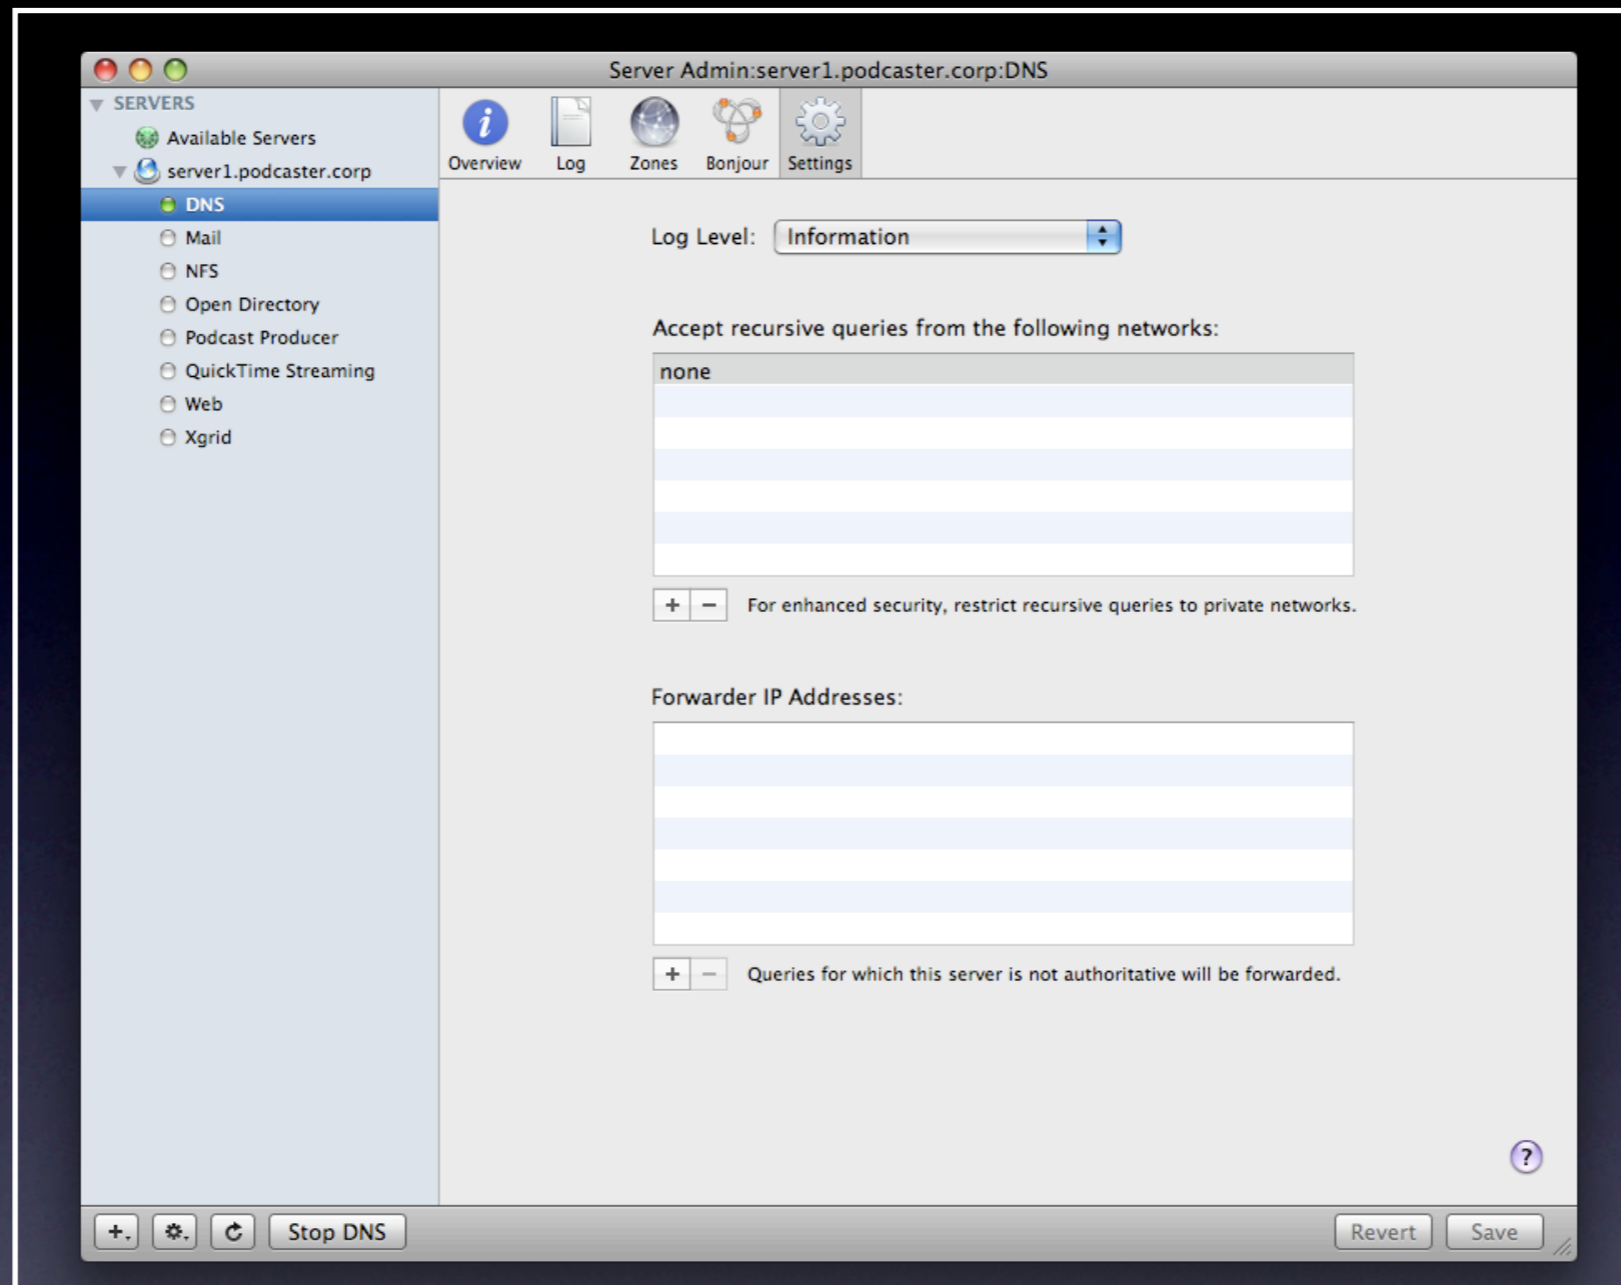 Server Admin:server1.podcaster.corp:DNS
SERVERS
Available Servers
server1.podcaster.corp
DNS
Mail
NFS
Open Directory
Podcast Producer
QuickTime Streaming
Web
Xgrid
Overview
Log
Zones
Bonjour
Settings
Log Level: Information
Accept recursive queries from the following networks:
none
+ − For enhanced security, restrict recursive queries to private networks.
Forwarder IP Addresses:
+ − Queries for which this server is not authoritative will be forwarded.
?
Stop DNS
Revert
Save